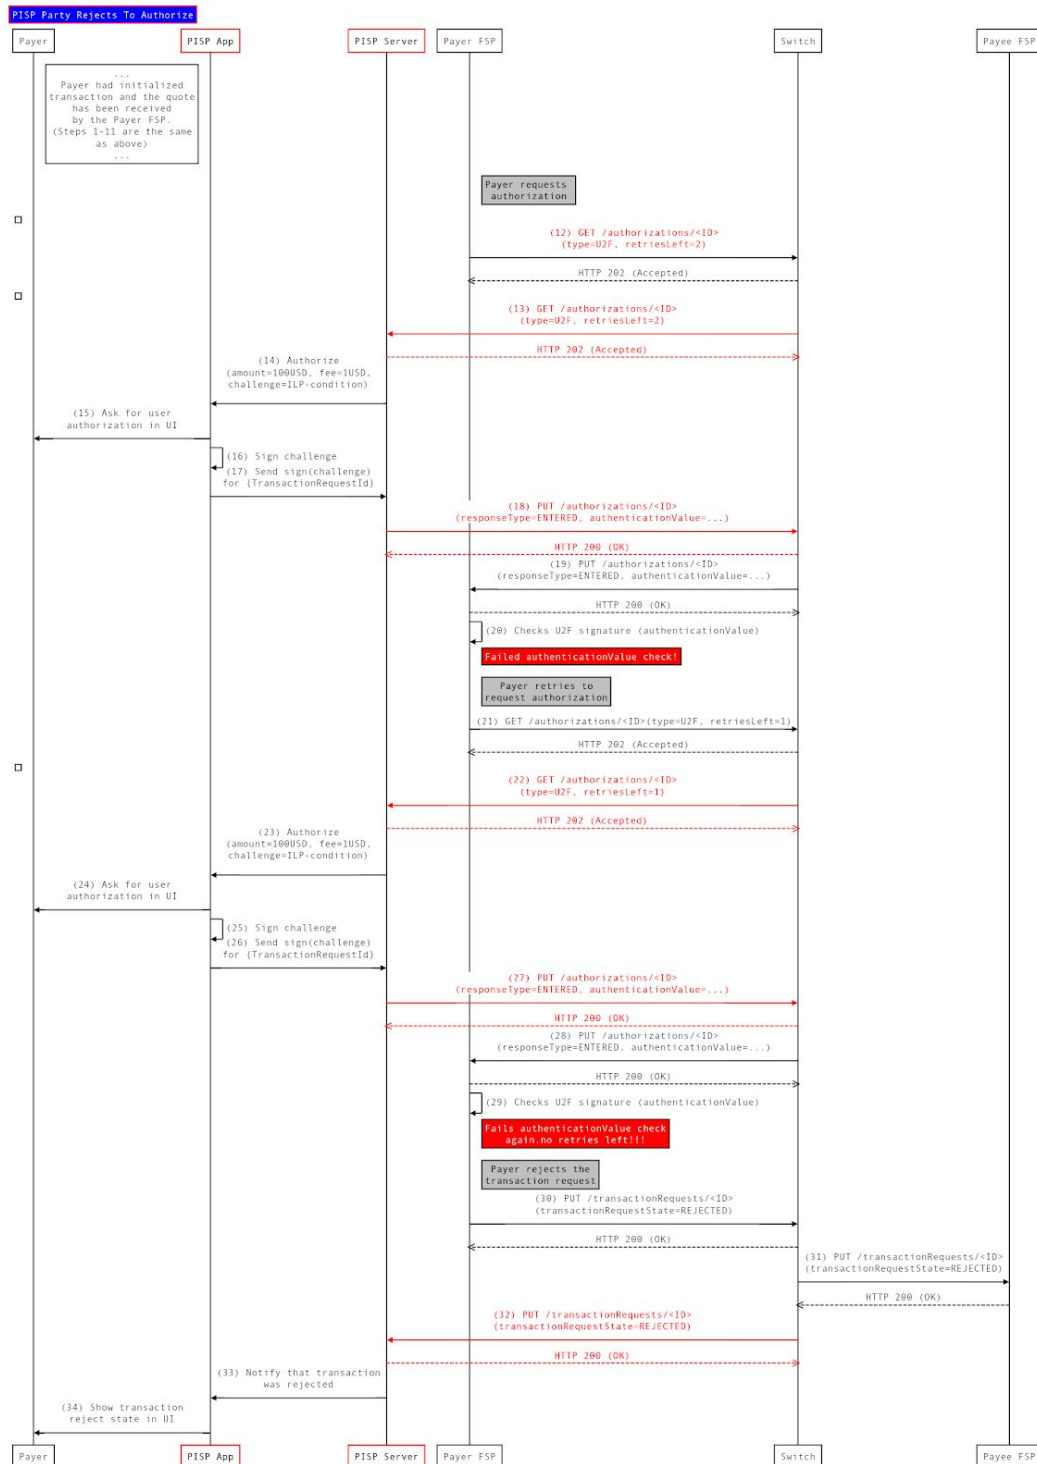 PISP Party Rejects To Authorize
Payer
PISP App
PISP Server
Payer FSP
Switch
Payee FSP
...
Payer had initialized
transaction and the quote
has been received
by the Payer FSP.
(Steps 1-11 are the same
as above)
...
Payer requests
authorization
(12) GET /authorizations/<ID>
(type=U2F, retriesLeft=2)
HTTP 202 (Accepted)
(13) GET /authorizations/<ID>
(type=U2F, retriesLeft=2)
HTTP 202 (Accepted)
(14) Authorize
(amount=100USD, fee=1USD,
challenge=ILP-condition)
(15) Ask for user
authorization in UI
(16) Sign challenge
(17) Send sign(challenge)
for {TransactionRequestId}
(18) PUT /authorizations/<ID>
(responseType=ENTERED, authenticationValue=...)
HTTP 200 (OK)
(19) PUT /authorizations/<ID>
(responseType=ENTERED, authenticationValue=...)
HTTP 200 (OK)
(20) Checks U2F signature (authenticationValue)
Failed authenticationValue check!
Payer retries to
request authorization
(21) GET /authorizations/<ID>(type=U2F, retriesLeft=1)
HTTP 202 (Accepted)
(22) GET /authorizations/<ID>
(type=U2F, retriesLeft=1)
HTTP 202 (Accepted)
(23) Authorize
(amount=100USD, fee=1USD,
challenge=ILP-condition)
(24) Ask for user
authorization in UI
(25) Sign challenge
(26) Send sign(challenge)
for {TransactionRequestId}
(27) PUT /authorizations/<ID>
(responseType=ENTERED, authenticationValue=...)
HTTP 200 (OK)
(28) PUT /authorizations/<ID>
(responseType=ENTERED, authenticationValue=...)
HTTP 200 (OK)
(29) Checks U2F signature (authenticationValue)
Fails authenticationValue check
again.no retries left!!!
Payer rejects the
transaction request
(30) PUT /transactionRequests/<ID>
(transactionRequestState=REJECTED)
HTTP 200 (OK)
(31) PUT /transactionRequests/<ID>
(transactionRequestState=REJECTED)
HTTP 200 (OK)
(32) PUT /transactionRequests/<ID>
(transactionRequestState=REJECTED)
HTTP 200 (OK)
(33) Notify that transaction
was rejected
(34) Show transaction
reject state in UI
Payer
PISP App
PISP Server
Payer FSP
Switch
Payee FSP